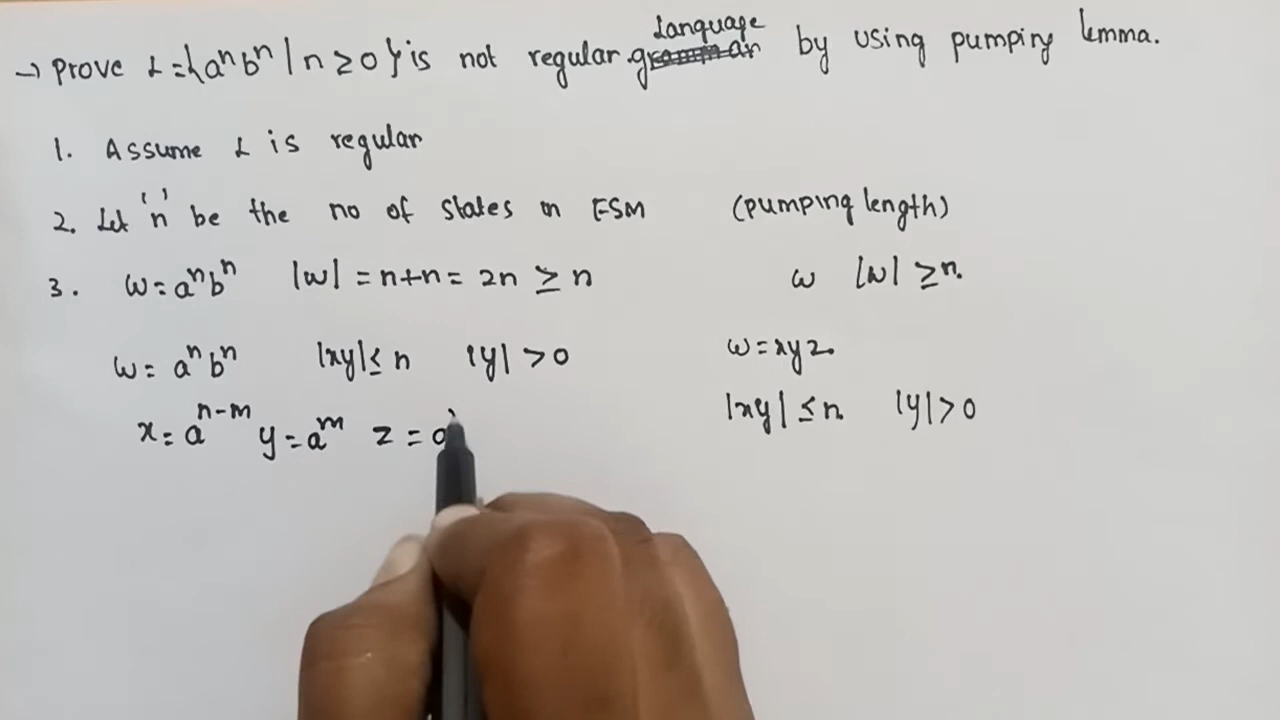 → prove L = {aⁿbⁿ | n ≥ 0} is not regular Language by using pumping lemma.
1. Assume L is regular
2. Let 'n' be the no of states in FSM (pumping length)
3. w = aⁿbⁿ |w| = n+n = 2n ≥ n w |w| ≥ n.
w = aⁿbⁿ |xy| ≤ n |y| > 0 w = xyz
x = aⁿ⁻ᵐ y = aᵐ z = |xy| ≤ n |y| > 0